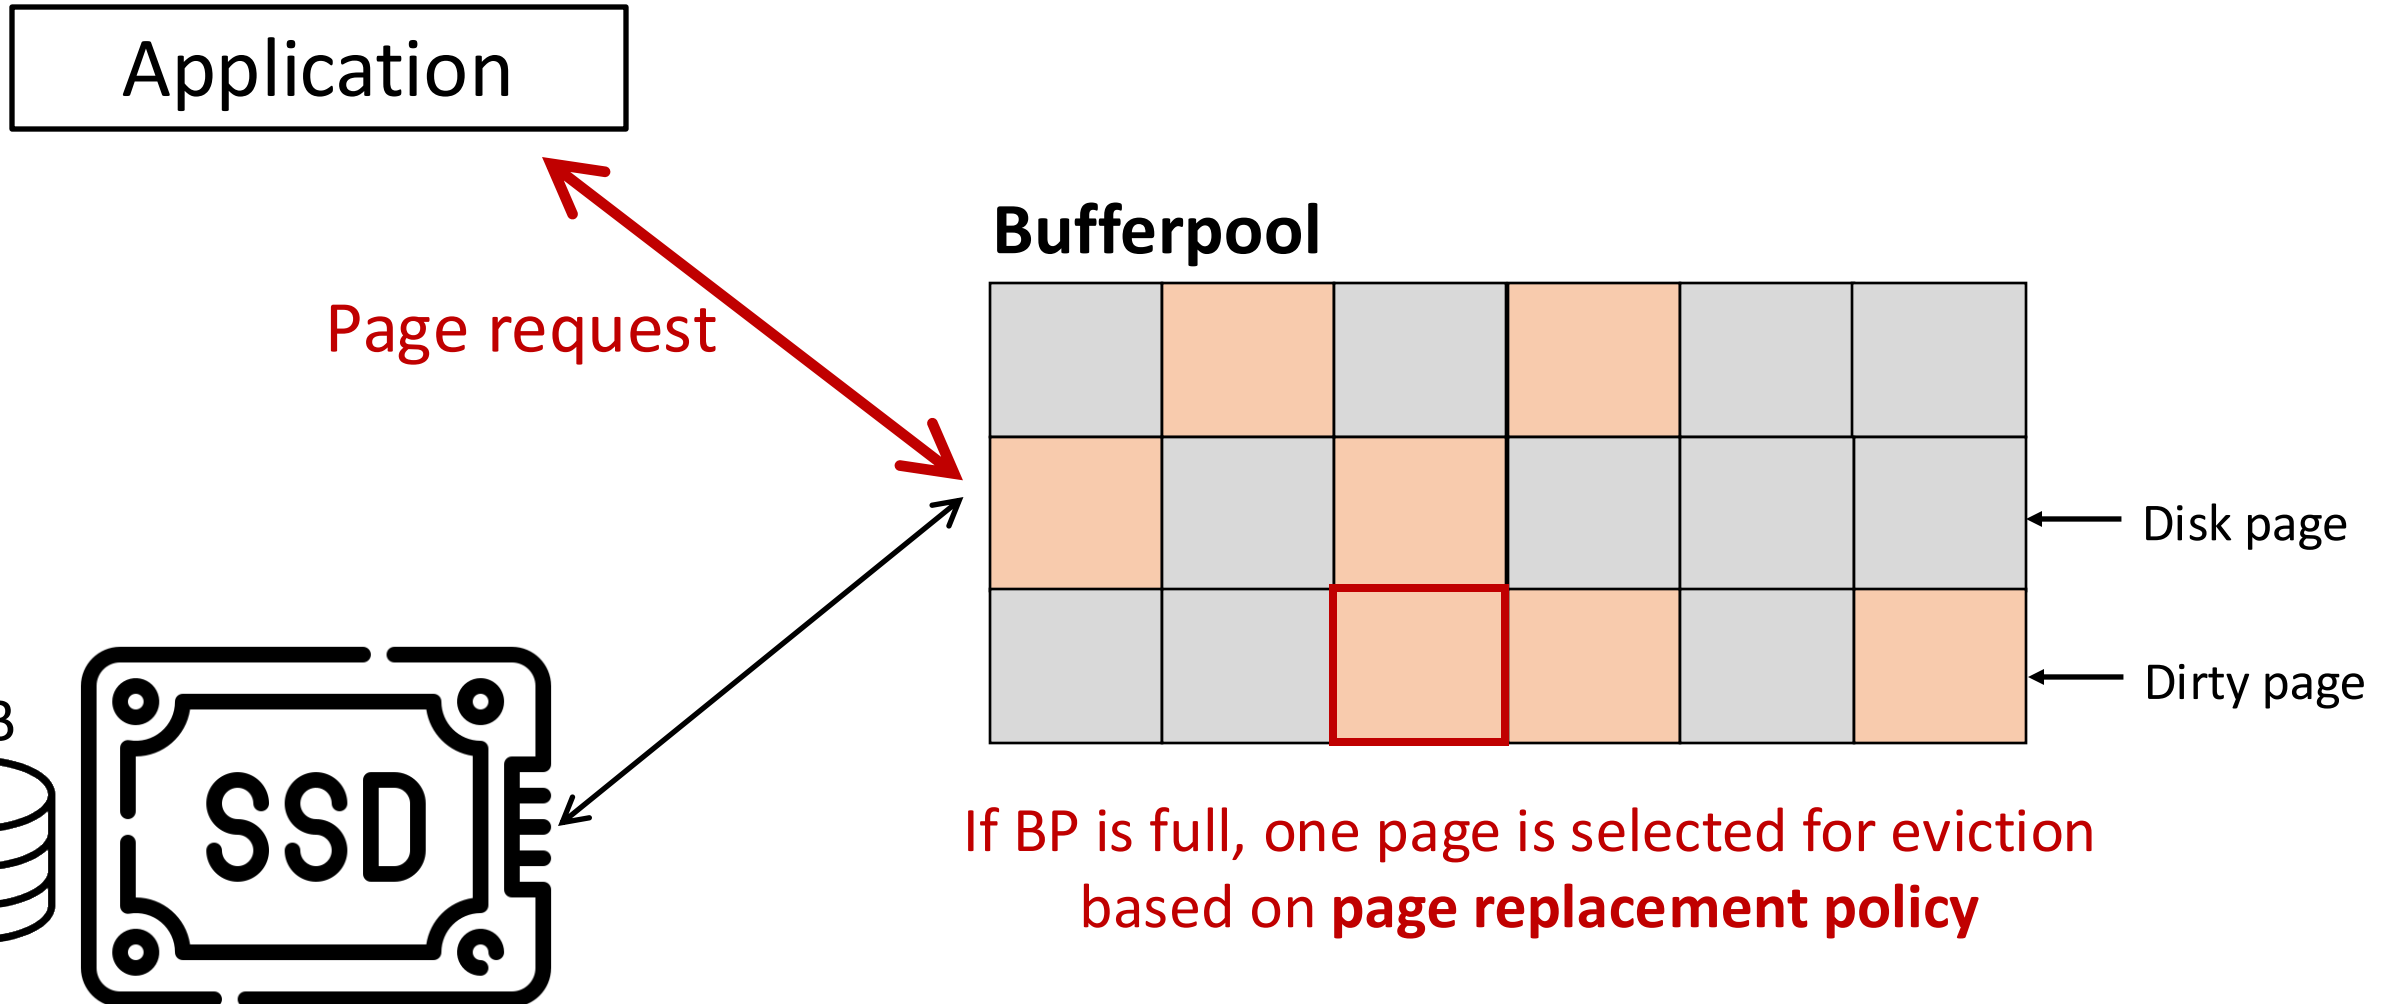 Application
Bufferpool
Page request
Disk page
Dirty page
B
SSD
If BP is full, one page is selected for eviction
based on page replacement policy